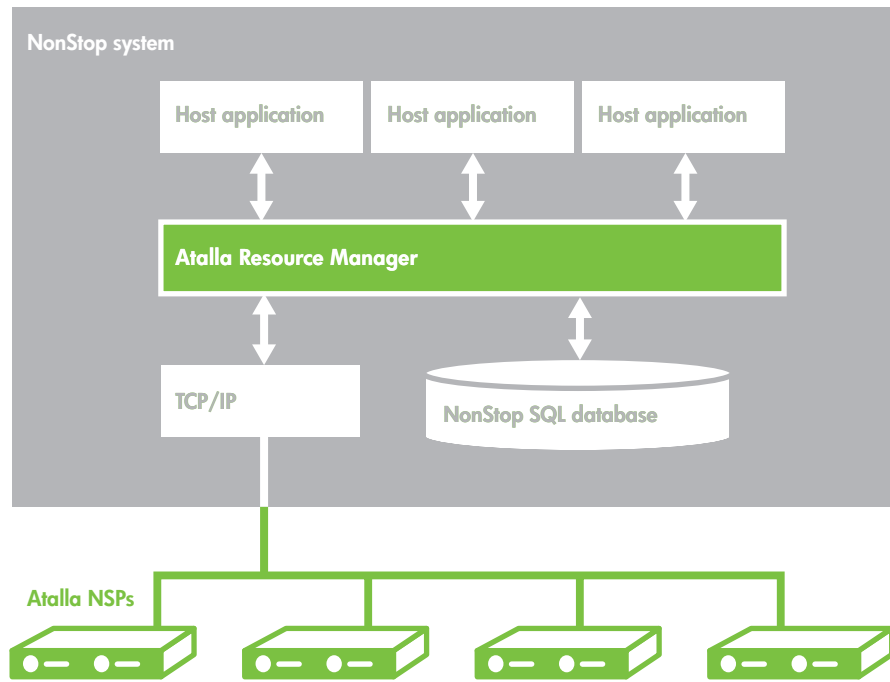 NonStop system
Host application
Host application
Host application
Atalla Resource Manager
TCP/IP
NonStop SQL database
Atalla NSPs